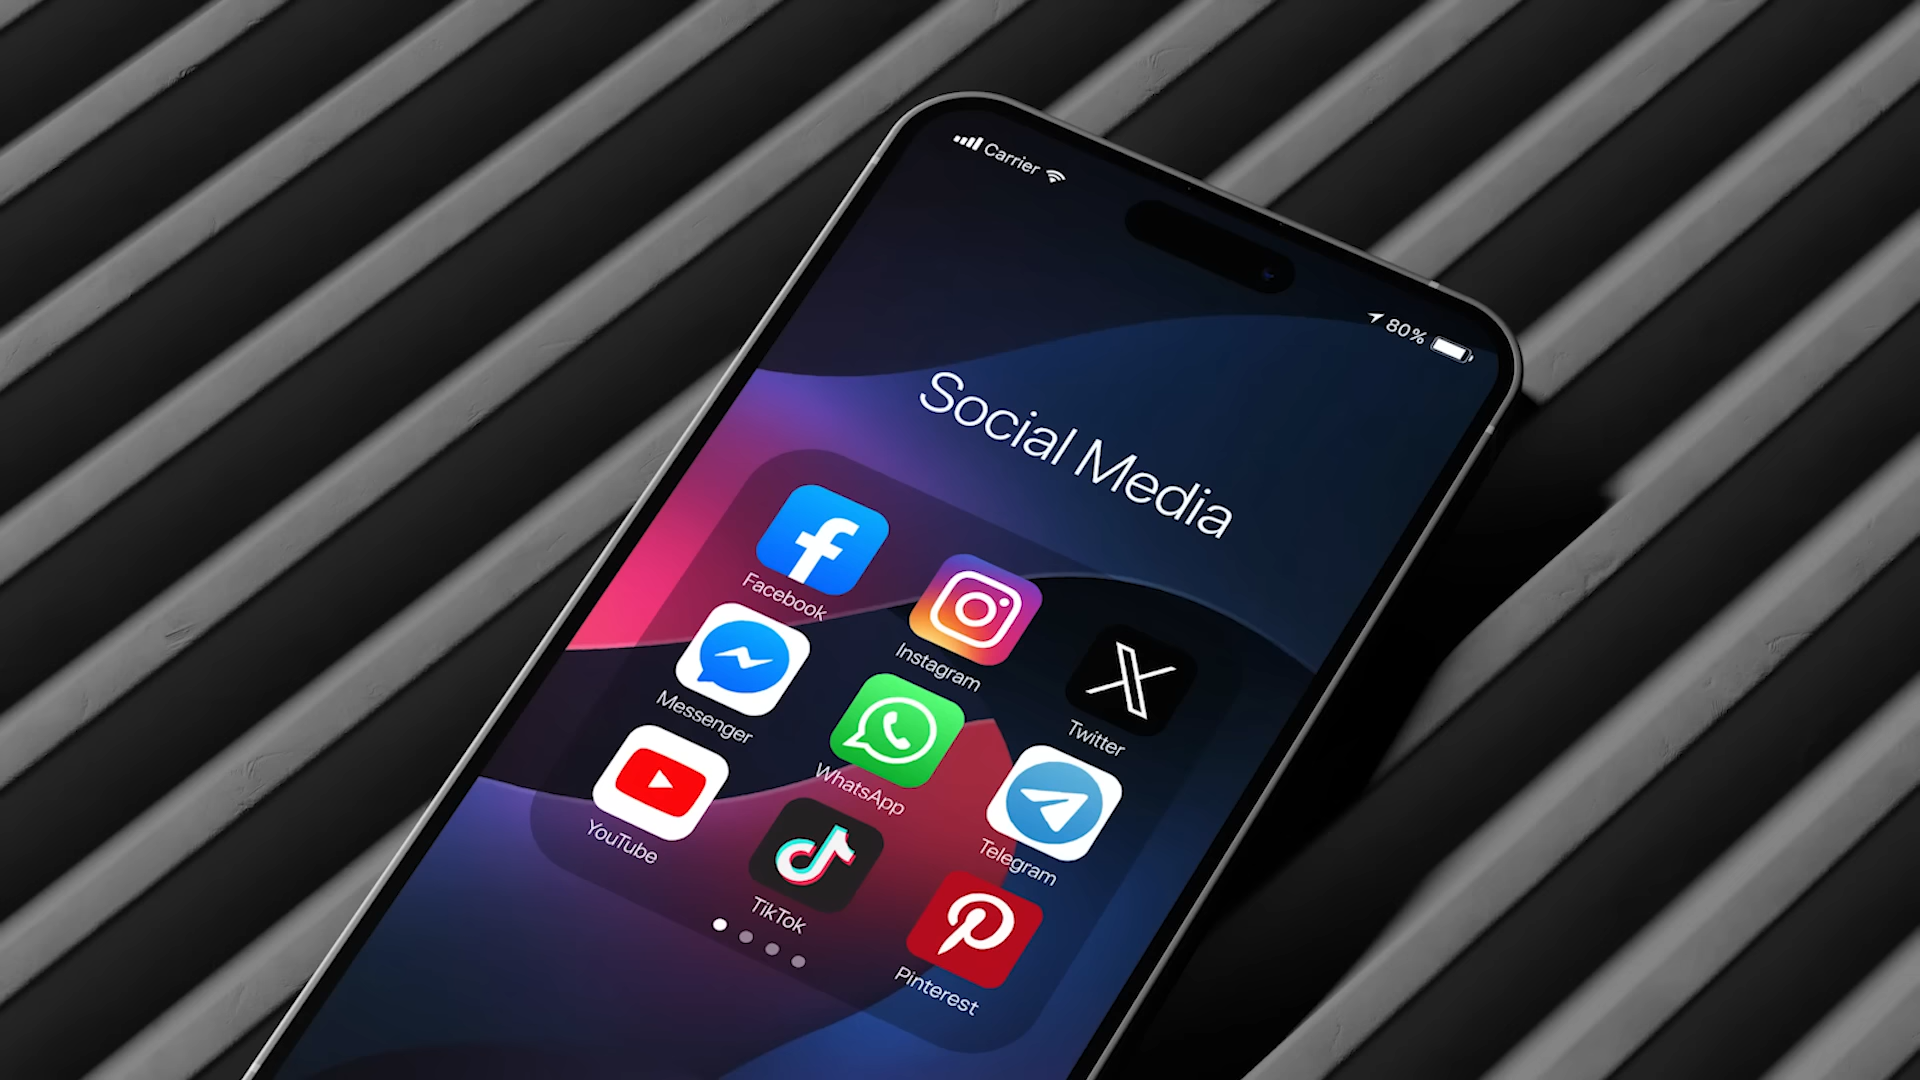 Carrier
80%
Social Media
Facebook
Instagram
Twitter
Messenger
WhatsApp
Telegram
YouTube
TikTok
Pinterest